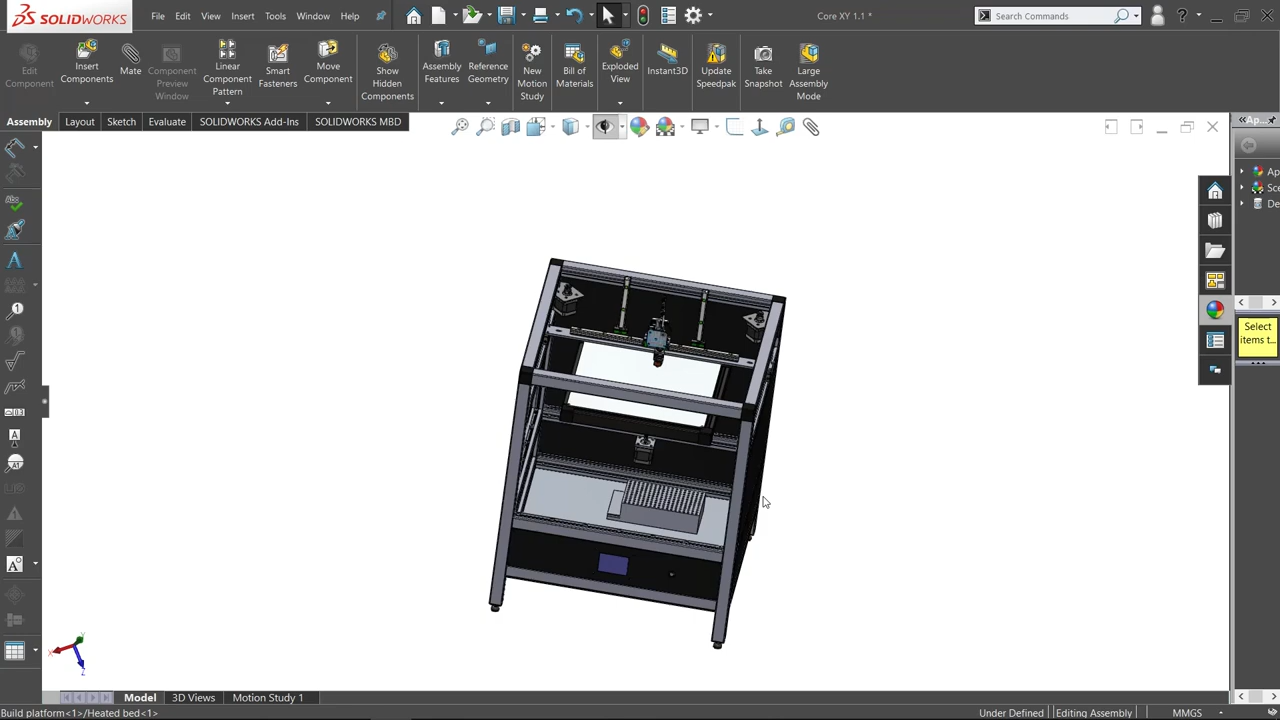 SOLIDWORKS File Edit View Insert Tools Window Help Core XY 1.1 * Search Commands ?
Edit Component
Insert Components
Mate
Component Preview Window
Linear Component Pattern
Smart Fasteners
Move Component
Show Hidden Components
Assembly Features
Reference Geometry
New Motion Study
Bill of Materials
Exploded View
Instant3D
Update Speedpak
Take Snapshot
Large Assembly Mode
Assembly Layout Sketch Evaluate SOLIDWORKS Add-Ins SOLIDWORKS MBD
Ap...
Ap
Sce
De
Select
items t...
Y
X
Z
Model 3D Views Motion Study 1
Build platform<1>/Heated bed<1> Under Defined Editing Assembly MMGS